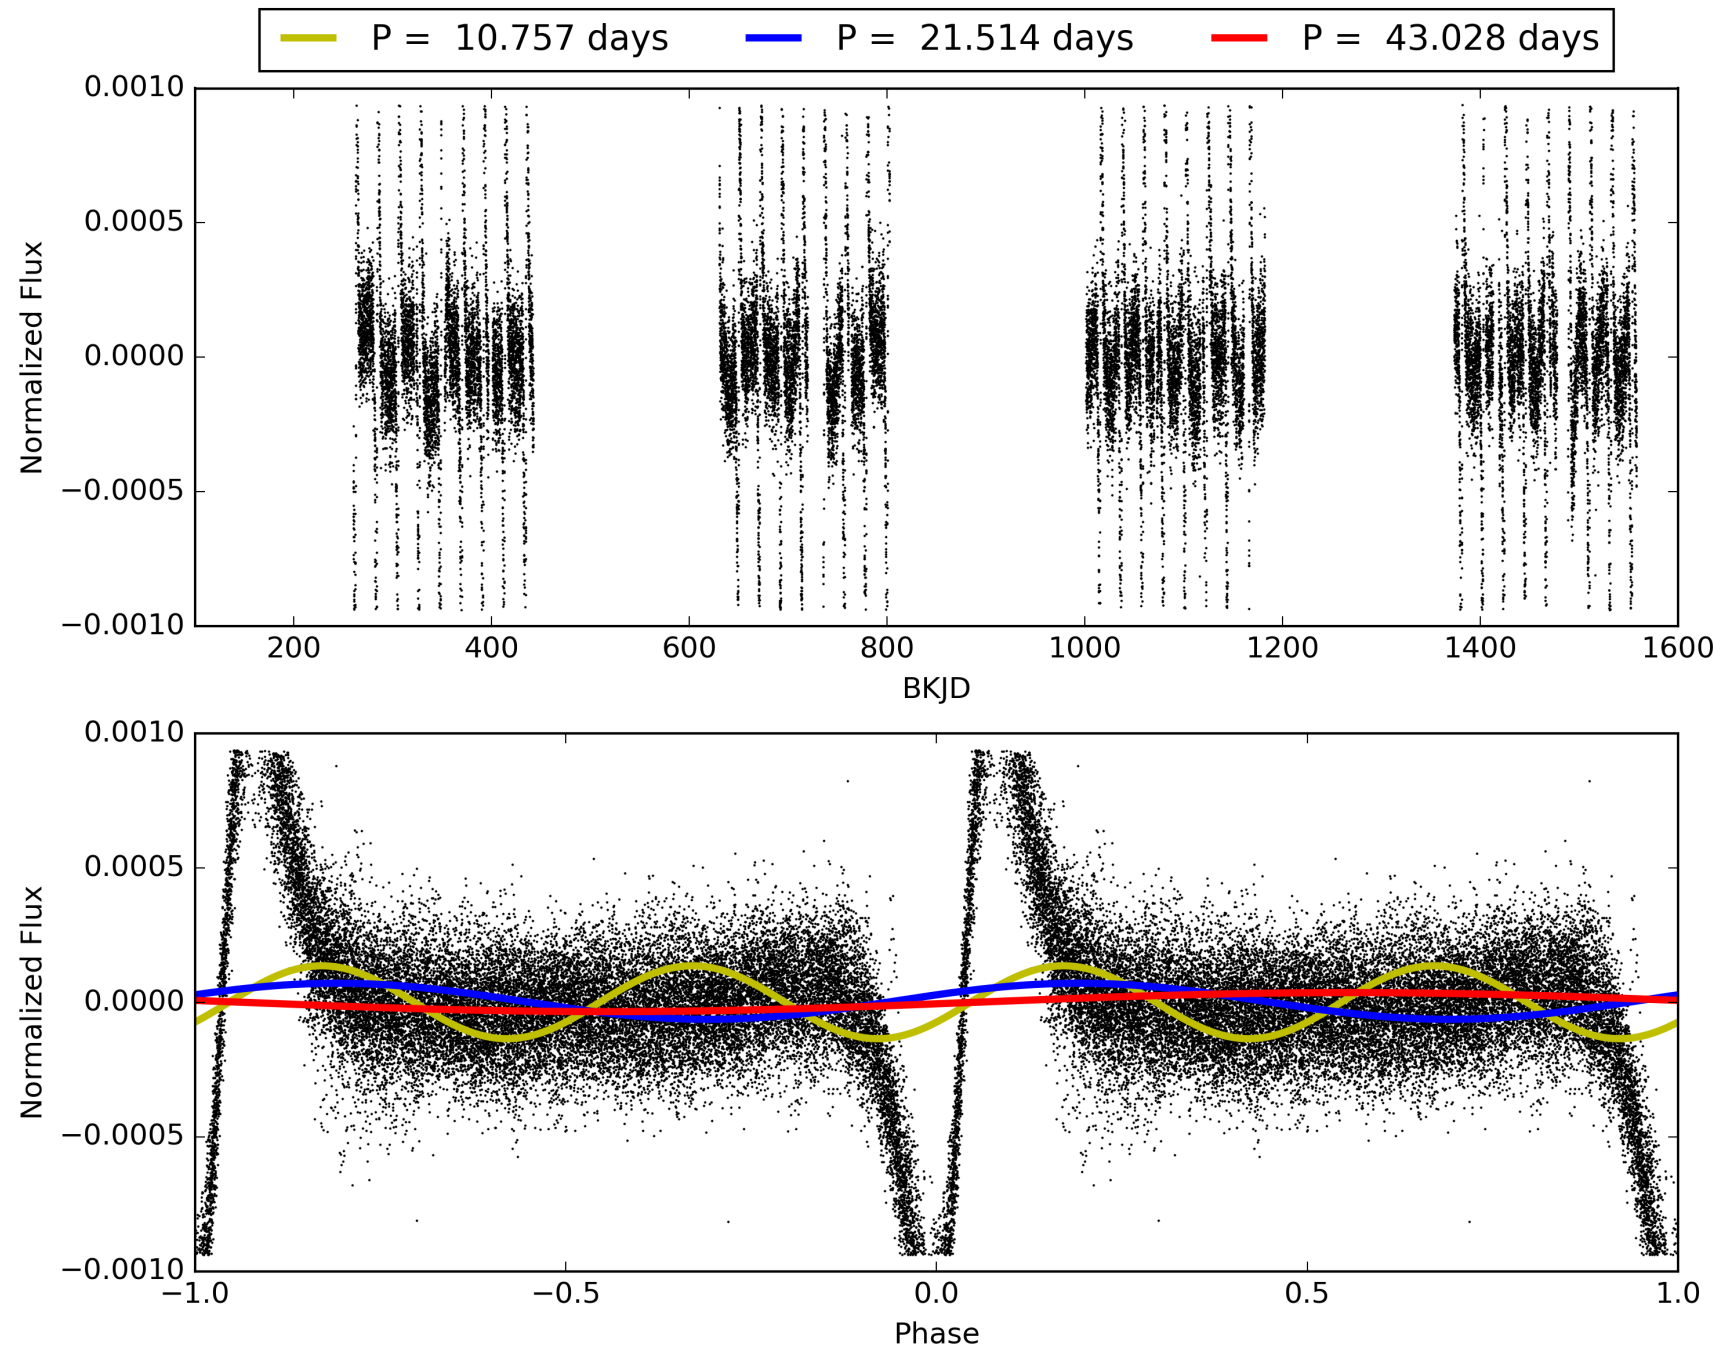 P = 10.757 days P = 21.514 days P = 43.028 days
0.0010
0.0005
0.0000
−0.0005
−0.0010
Normalized Flux
200 400 600 800 1000 1200 1400 1600
BKJD
0.0010
0.0005
0.0000
−0.0005
−0.0010
Normalized Flux
−1.0 −0.5 0.0 0.5 1.0
Phase